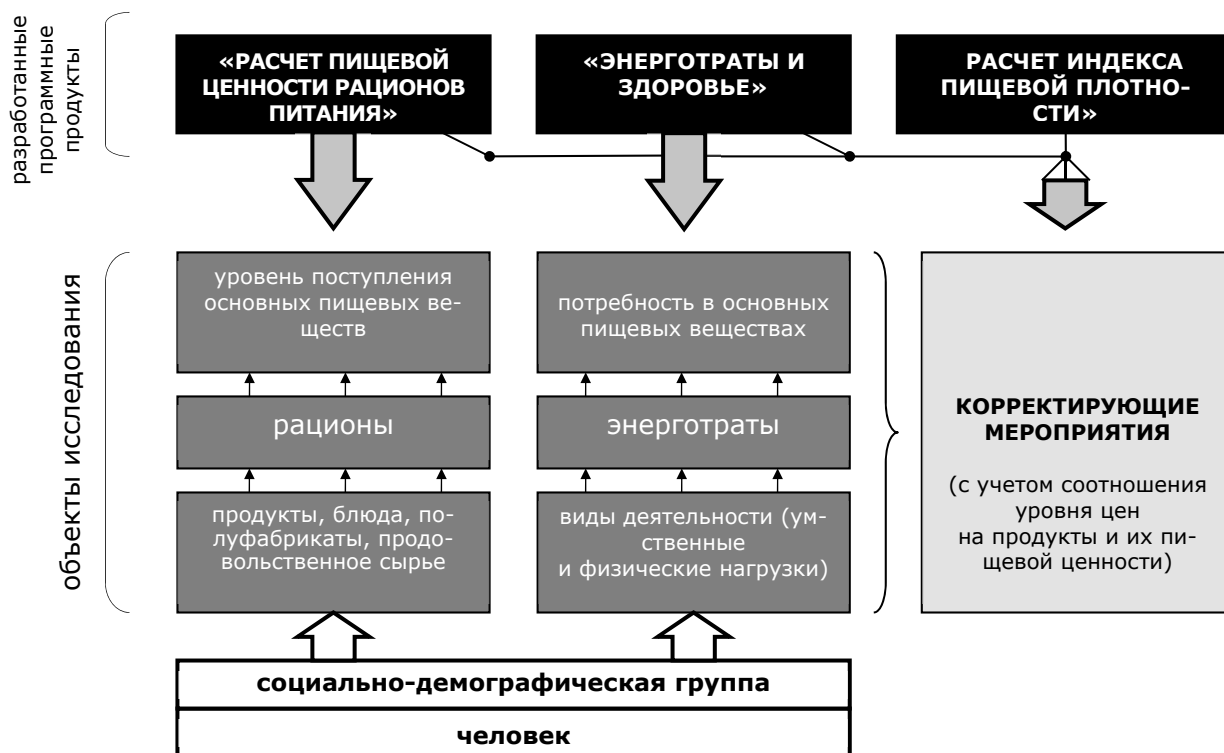 разработанные
программные
продукты
«РАСЧЕТ ПИЩЕВОЙ
ЦЕННОСТИ РАЦИОНОВ
ПИТАНИЯ»
«ЭНЕРГОТРАТЫ И
ЗДОРОВЬЕ»
РАСЧЕТ ИНДЕКСА
ПИЩЕВОЙ ПЛОТНО-
СТИ»
объекты исследования
уровень поступления
основных пищевых ве-
ществ
рационы
продукты, блюда, по-
луфабрикаты, продо-
вольственное сырье
потребность в основных
пищевых веществах
энерготраты
виды деятельности (ум-
ственные
и физические нагрузки)
КОРРЕКТИРУЮЩИЕ
МЕРОПРИЯТИЯ
(с учетом соотношения
уровня цен
на продукты и их пи-
щевой ценности)
социально-демографическая группа
человек